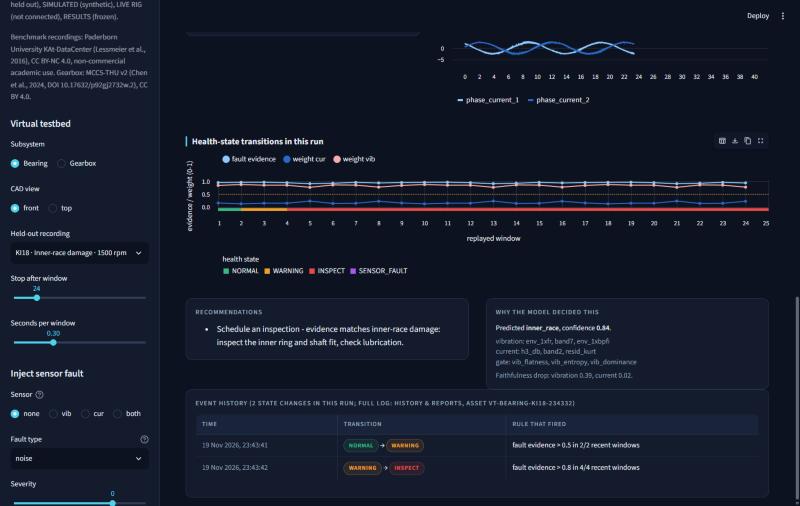 held out), SIMULATED (synthetic), LIVE RIG
(not connected), RESULTS (frozen).
Benchmark recordings: Paderborn
University KAt-DataCenter (Lessmeier et al.,
2016), CC BY-NC 4.0, non-commercial
academic use. Gearbox: MCC5-THU v2 (Chen
et al., 2024, DOI 10.17632/p92gj2732w.2), CC
BY 4.0.
Virtual testbed
Subsystem
Bearing Gearbox
CAD view
front top
Held-out recording
KI18 · Inner-race damage · 1500 rpm
Stop after window
24
Seconds per window
0.30
Inject sensor fault
Sensor
none vib cur both
Fault type
noise
Severity
0
Deploy
0
−5
0 2 4 6 8 10 12 14 16 18 20 22 24 26 28 30 32 34 36 38 40
phase_current_1 phase_current_2
Health-state transitions in this run
fault evidence weight cur weight vib
evidence / weight (0-1)
1.0
0.5
0.0
1 2 3 4 5 6 7 8 9 10 11 12 13 14 15 16 17 18 19 20 21 22 23 24 25
replayed window
health state
NORMAL WARNING INSPECT SENSOR_FAULT
RECOMMENDATIONS
• Schedule an inspection - evidence matches inner-race damage:
inspect the inner ring and shaft fit, check lubrication.
WHY THE MODEL DECIDED THIS
Predicted inner_race, confidence 0.84.
vibration: env_1xfr, band7, env_1xbpfi
current: h3_db, band2, resid_kurt
gate: vib_flatness, vib_entropy, vib_dominance
Faithfulness drop: vibration 0.39, current 0.02.
EVENT HISTORY (2 STATE CHANGES IN THIS RUN; FULL LOG: HISTORY & REPORTS, ASSET VT-BEARING-KI18-234332)
TIME TRANSITION RULE THAT FIRED
19 Nov 2026, 23:43:41 NORMAL → WARNING fault evidence > 0.5 in 2/2 recent windows
19 Nov 2026, 23:43:42 WARNING → INSPECT fault evidence > 0.8 in 4/4 recent windows